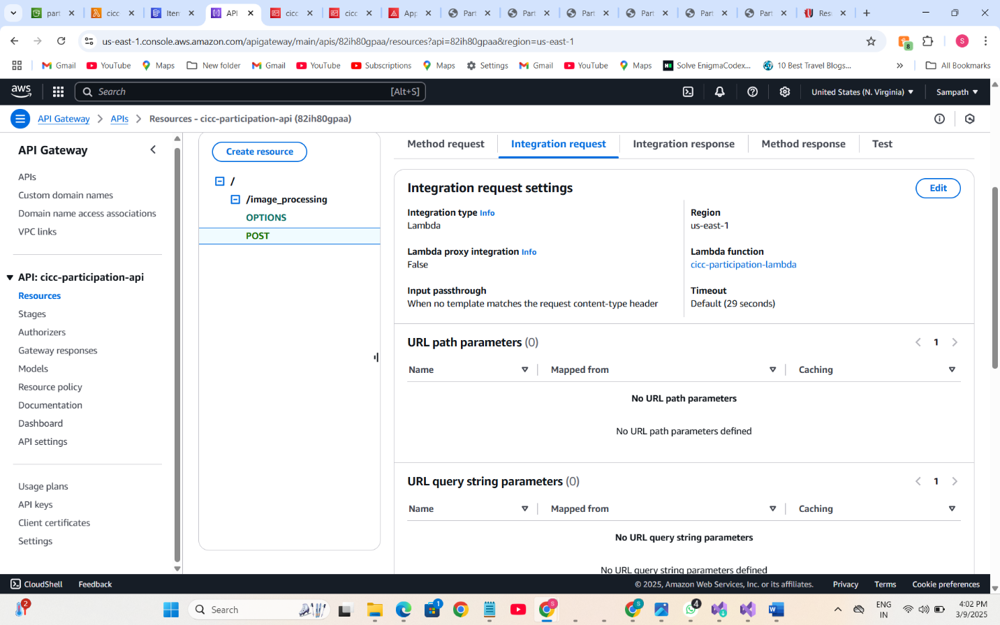 part
cicc
Item
API
cicc
cicc
App
Part
Part
Part
Part
Part
Part
Resu
us-east-1.console.aws.amazon.com/apigateway/main/apis/82ih80gpaa/resources?api=82ih80gpaa&region=us-east-1
8
S
Gmail
YouTube
Maps
New folder
Gmail
YouTube
Subscriptions
Maps
Settings
Gmail
YouTube
Maps
Solve EnigmaCodex...
10 Best Travel Blogs...
All Bookmarks
aws
Search
[Alt+S]
United States (N. Virginia)
Sampath
API Gateway
APIs
Resources - cicc-participation-api (82ih80gpaa)
API Gateway
APIs
Custom domain names
Domain name access associations
VPC links
API: cicc-participation-api
Resources
Stages
Authorizers
Gateway responses
Models
Resource policy
Documentation
Dashboard
API settings
Usage plans
API keys
Client certificates
Settings
Create resource
/
/image_processing
OPTIONS
POST
Method request
Integration request
Integration response
Method response
Test
Integration request settings
Edit
Integration type Info
Lambda
Region
us-east-1
Lambda proxy integration Info
False
Lambda function
cicc-participation-lambda
Input passthrough
When no template matches the request content-type header
Timeout
Default (29 seconds)
URL path parameters (0)
1
Name
Mapped from
Caching
No URL path parameters
No URL path parameters defined
URL query string parameters (0)
1
Name
Mapped from
Caching
No URL query string parameters
No URL query string parameters defined
CloudShell
Feedback
© 2025, Amazon Web Services, Inc. or its affiliates.
Privacy
Terms
Cookie preferences
2
Search
1
S
S
4
ENG
IN
4:02 PM
3/9/2025